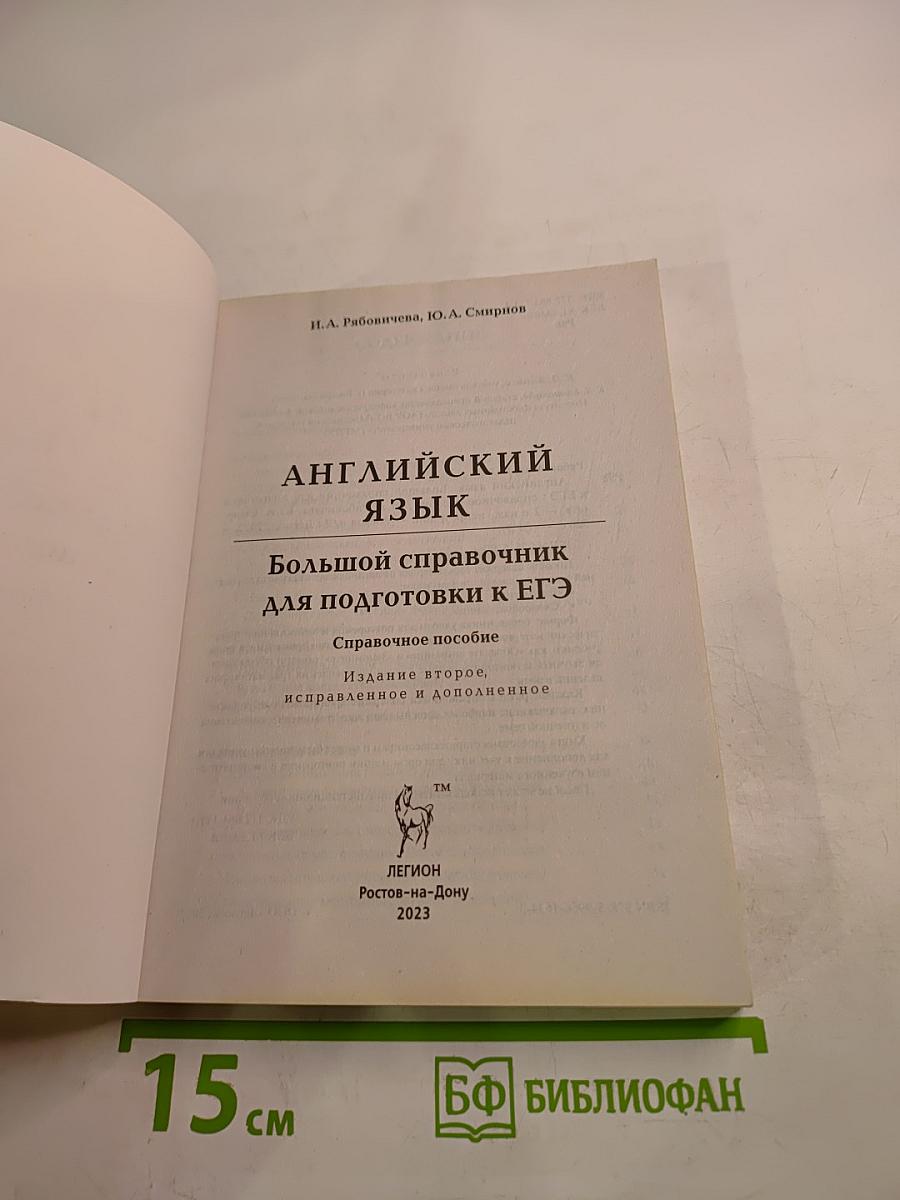 И.А. Рябовичева, Ю.А. Смирнов
АНГЛИЙСКИЙ
ЯЗЫК
Большой справочник
для подготовки к ЕГЭ
Справочное пособие
Издание второе,
исправленное и дополненное
TM
ЛЕГИОН
Ростов-на-Дону
2023
15 см
БФ БИБЛИОФАН